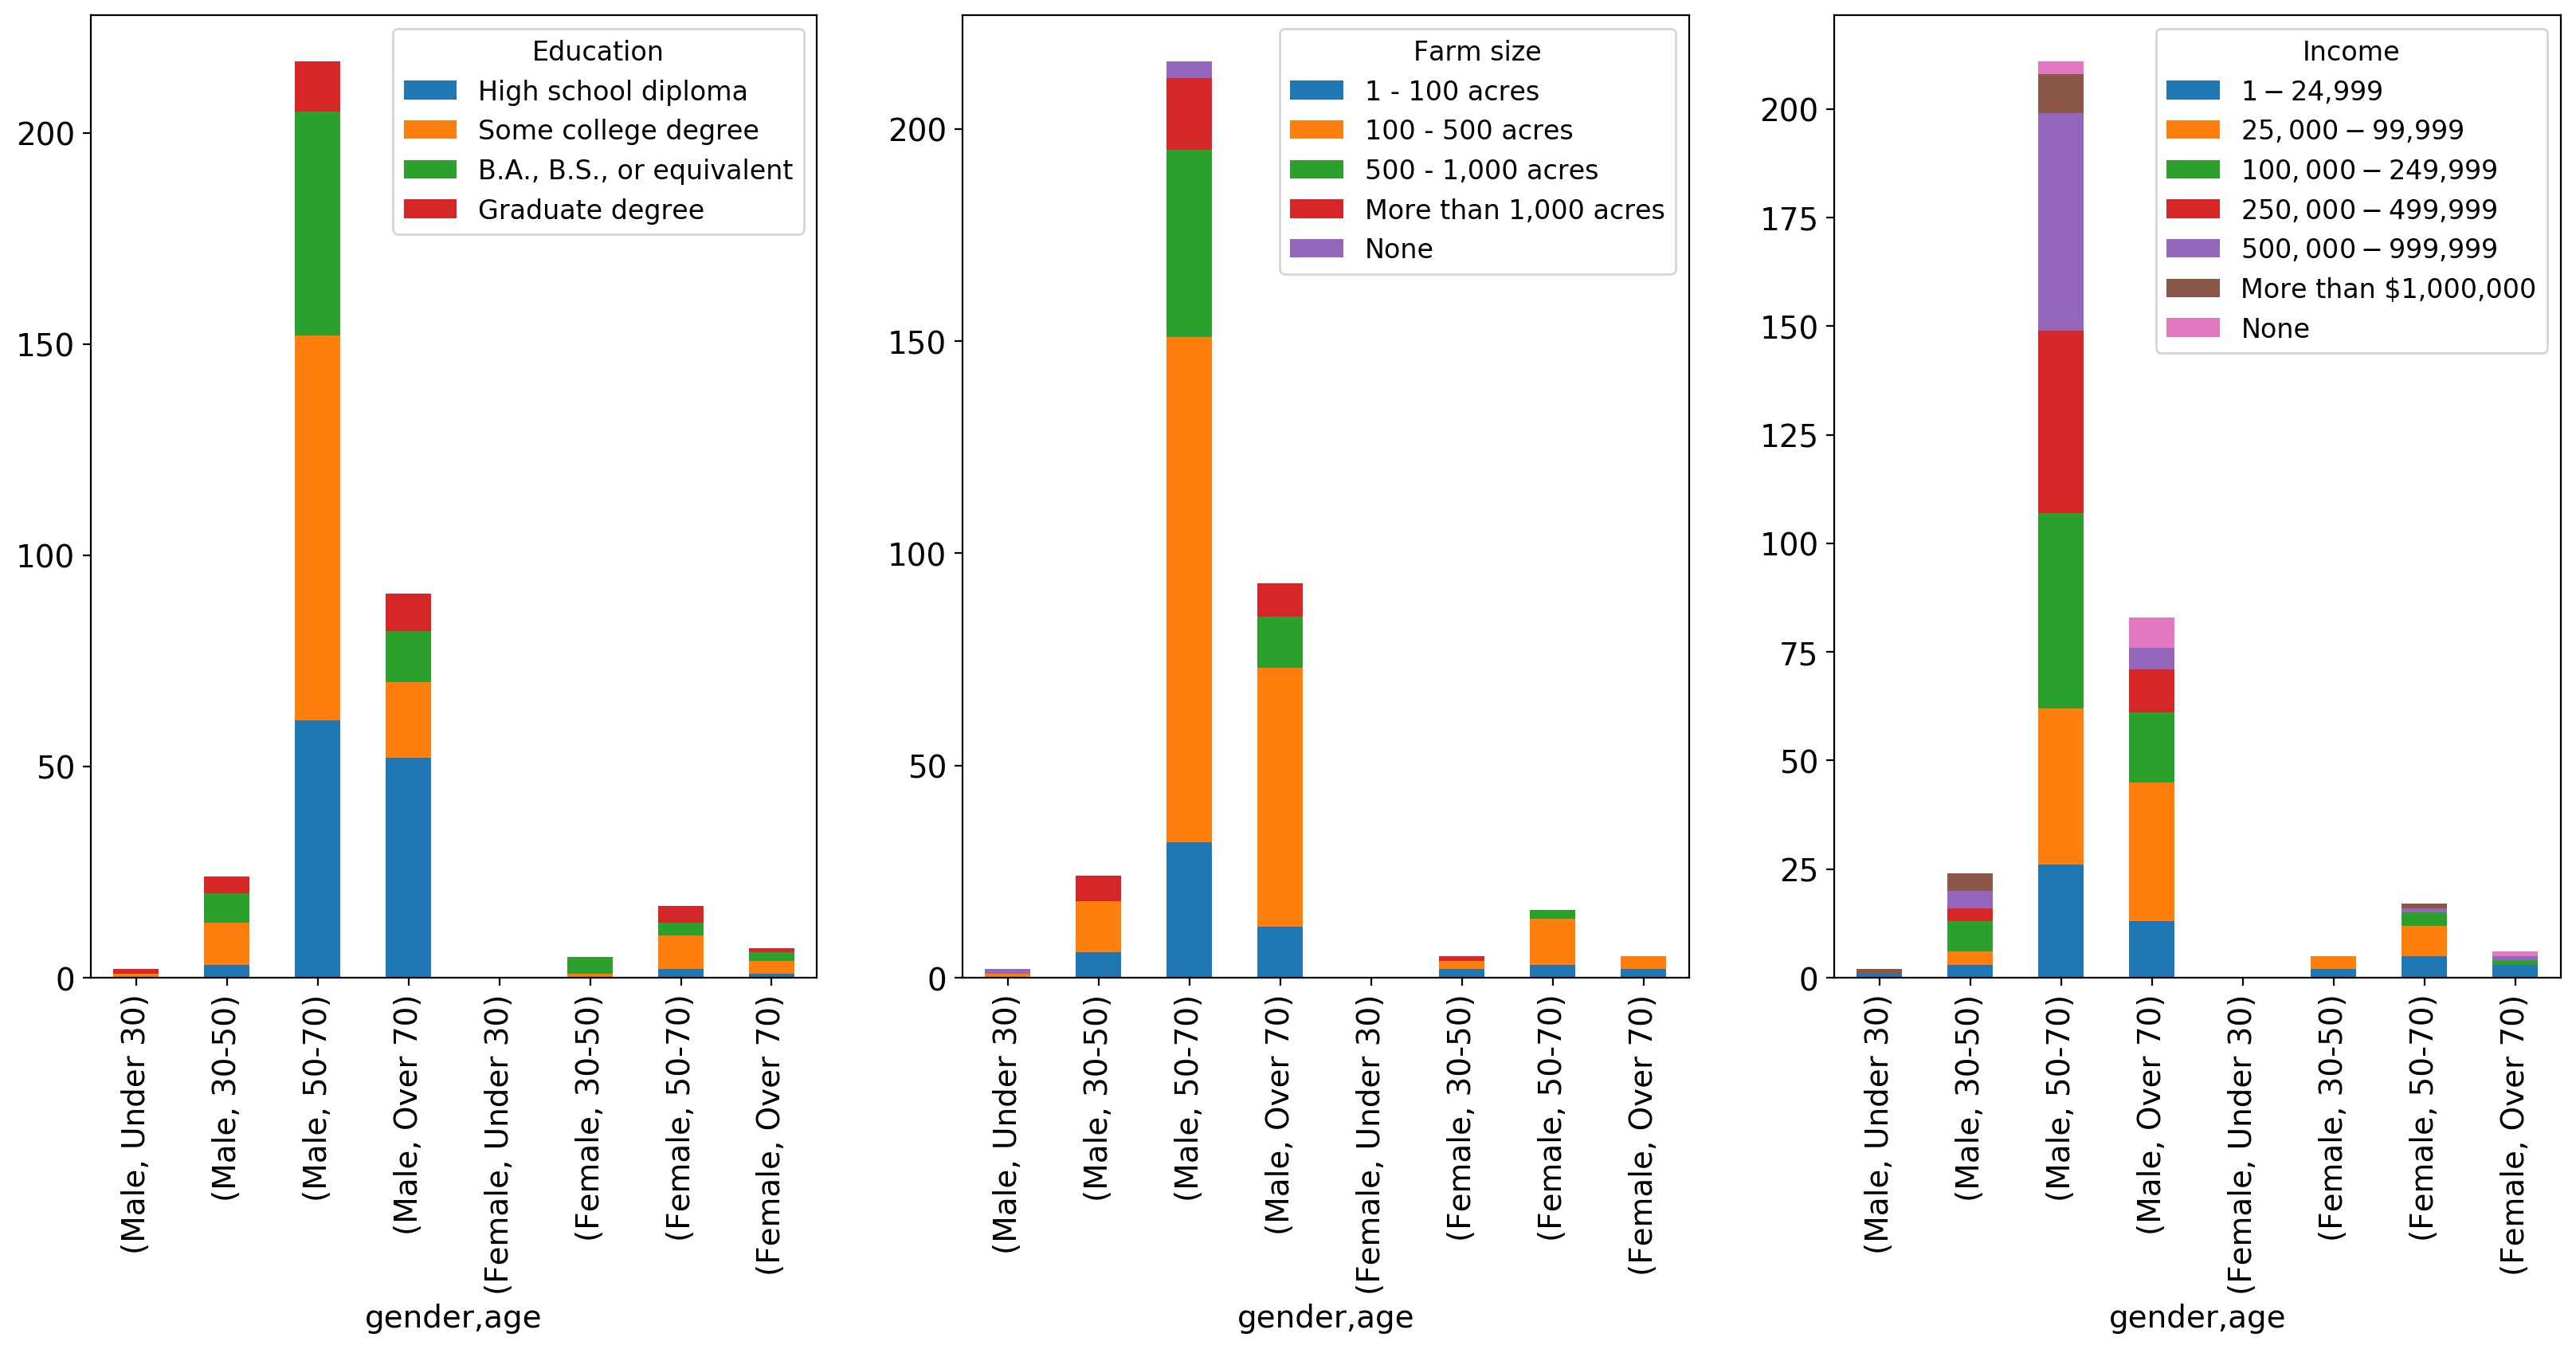 Education
High school diploma
Some college degree
B.A., B.S., or equivalent
Graduate degree
200
150
100
50
0
(Male, Under 30)
(Male, 30-50)
(Male, 50-70)
(Male, Over 70)
(Female, Under 30)
(Female, 30-50)
(Female, 50-70)
(Female, Over 70)
gender,age
Farm size
1 - 100 acres
100 - 500 acres
500 - 1,000 acres
More than 1,000 acres
None
200
150
100
50
0
(Male, Under 30)
(Male, 30-50)
(Male, 50-70)
(Male, Over 70)
(Female, Under 30)
(Female, 30-50)
(Female, 50-70)
(Female, Over 70)
gender,age
Income
1 − 24,999
25,000 − 99,999
100,000 − 249,999
250,000 − 499,999
500,000 − 999,999
More than $1,000,000
None
200
175
150
125
100
75
50
25
0
(Male, Under 30)
(Male, 30-50)
(Male, 50-70)
(Male, Over 70)
(Female, Under 30)
(Female, 30-50)
(Female, 50-70)
(Female, Over 70)
gender,age